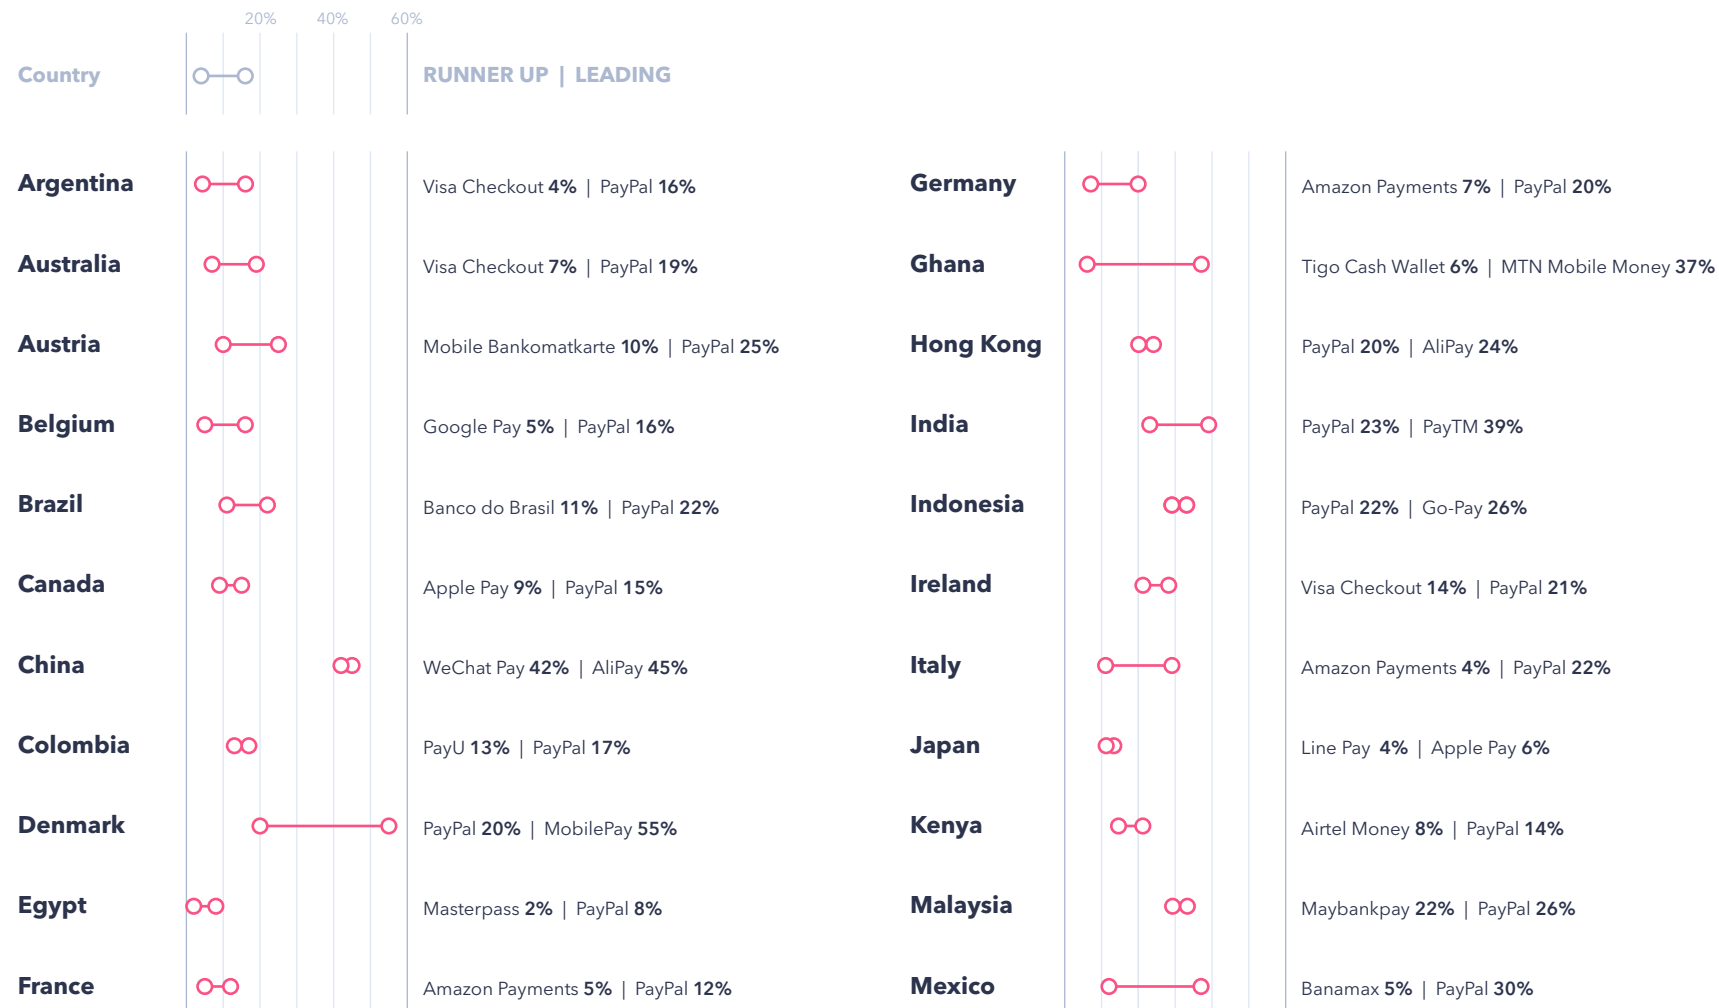 20% 40% 60%
Country RUNNER UP | LEADING
Argentina Visa Checkout 4% | PayPal 16%
Australia Visa Checkout 7% | PayPal 19%
Austria Mobile Bankomatkarte 10% | PayPal 25%
Belgium Google Pay 5% | PayPal 16%
Brazil Banco do Brasil 11% | PayPal 22%
Canada Apple Pay 9% | PayPal 15%
China WeChat Pay 42% | AliPay 45%
Colombia PayU 13% | PayPal 17%
Denmark PayPal 20% | MobilePay 55%
Egypt Masterpass 2% | PayPal 8%
France Amazon Payments 5% | PayPal 12%
Germany Amazon Payments 7% | PayPal 20%
Ghana Tigo Cash Wallet 6% | MTN Mobile Money 37%
Hong Kong PayPal 20% | AliPay 24%
India PayPal 23% | PayTM 39%
Indonesia PayPal 22% | Go-Pay 26%
Ireland Visa Checkout 14% | PayPal 21%
Italy Amazon Payments 4% | PayPal 22%
Japan Line Pay 4% | Apple Pay 6%
Kenya Airtel Money 8% | PayPal 14%
Malaysia Maybankpay 22% | PayPal 26%
Mexico Banamax 5% | PayPal 30%